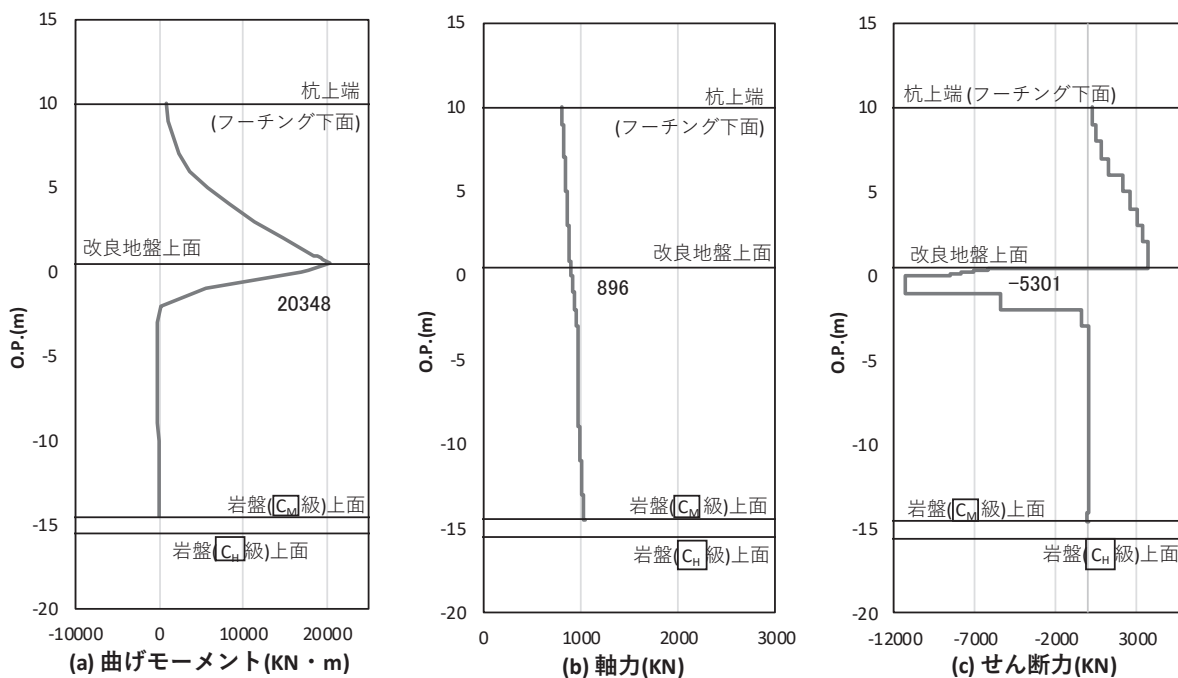 15
10
5
0
-5
-10
-15
-20
O.P.(m)
杭上端
(フーチング下面)
改良地盤上面
20348
岩盤(CM級)上面
岩盤(CH級)上面
-10000 0 10000 20000
(a) 曲げモーメント(KN・m)
15
10
5
0
-5
-10
-15
-20
O.P.(m)
杭上端
(フーチング下面)
改良地盤上面
896
岩盤(CM級)上面
岩盤(CH級)上面
0 1000 2000 3000
(b) 軸力(KN)
15
10
5
0
-5
-10
-15
-20
O.P.(m)
杭上端 (フーチング下面)
改良地盤上面
−5301
岩盤(CM級)上面
岩盤(CH級)上面
-12000 -7000 -2000 3000
(c) せん断力(KN)